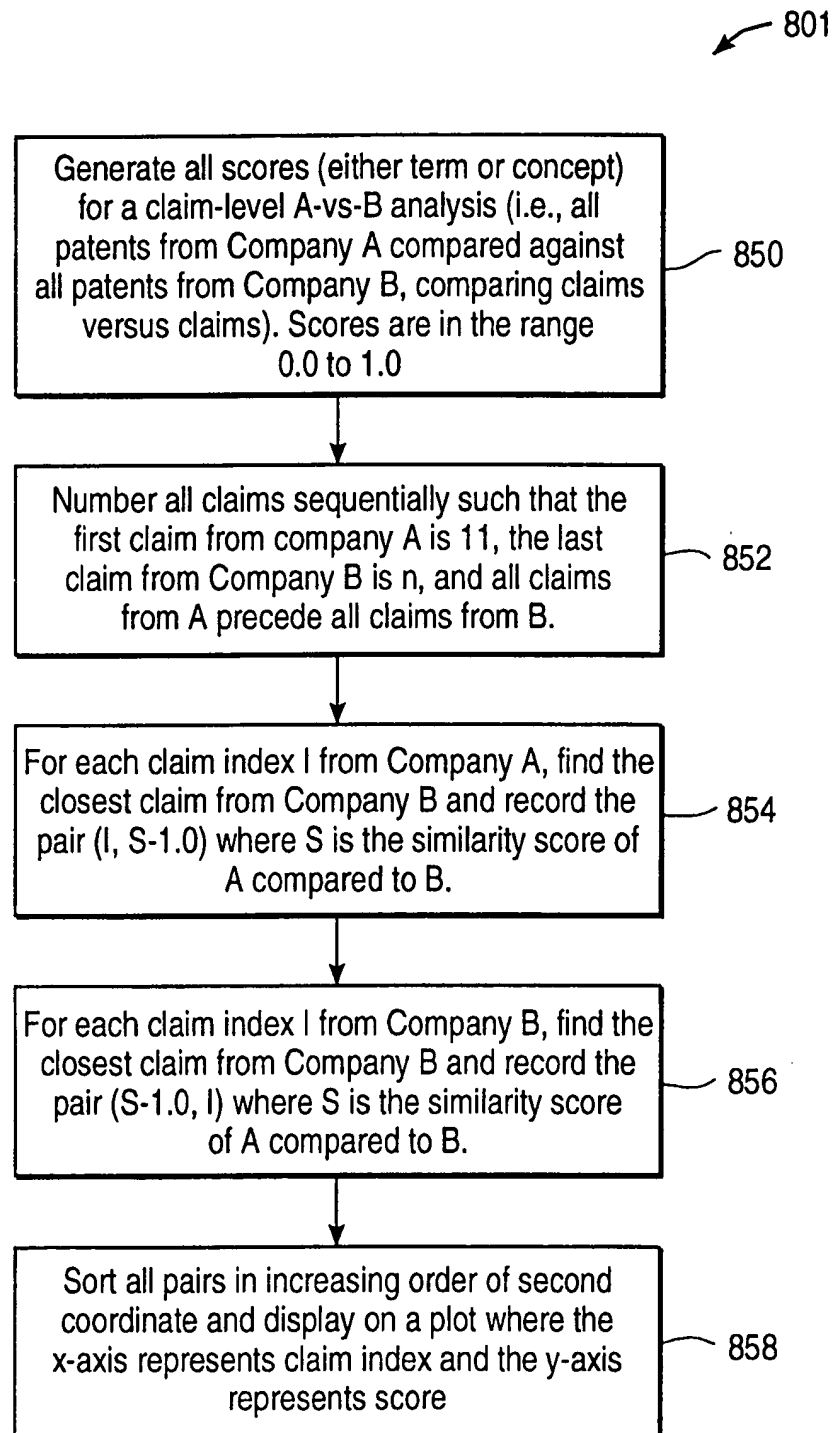 801
Generate all scores (either term or concept)
for a claim-level A-vs-B analysis (i.e., all
patents from Company A compared against
all patents from Company B, comparing claims
versus claims). Scores are in the range
0.0 to 1.0
850
Number all claims sequentially such that the
first claim from company A is 11, the last
claim from Company B is n, and all claims
from A precede all claims from B.
852
For each claim index I from Company A, find the
closest claim from Company B and record the
pair (I, S-1.0) where S is the similarity score of
A compared to B.
854
For each claim index I from Company B, find the
closest claim from Company B and record the
pair (S-1.0, I) where S is the similarity score
of A compared to B.
856
Sort all pairs in increasing order of second
coordinate and display on a plot where the
x-axis represents claim index and the y-axis
represents score
858